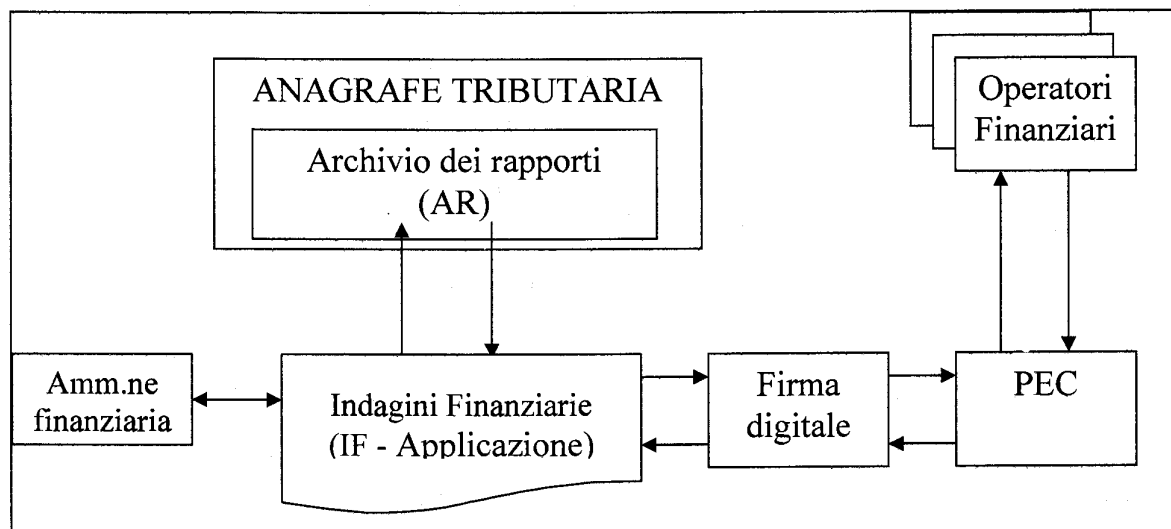 ANAGRAFE TRIBUTARIA
Archivio dei rapporti
(AR)
Operatori
Finanziari
Amm.ne
finanziaria
Indagini Finanziarie
(IF - Applicazione)
Firma
digitale
PEC